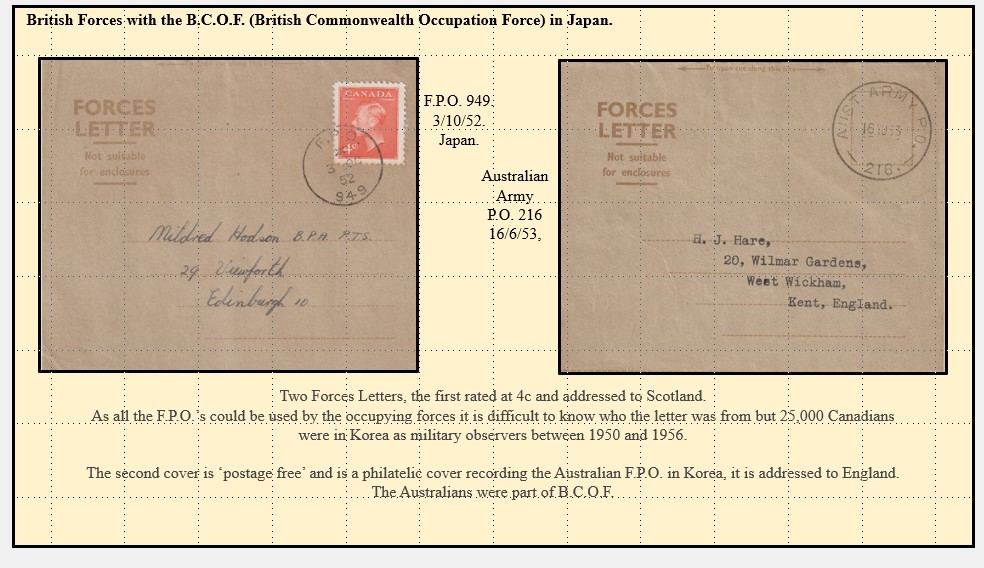 British Forces with the B.C.O.F. (British Commonwealth Occupation Force) in Japan.
FORCES
LETTER
Not suitable
for enclosures
CANADA
4c
F.P.O.
3 OC
52
949
Mildred Hodson B.P.A. P.T.S.
29 Viewforth
Edinburgh 10
F.P.O. 949.
3/10/52.
Japan.
Australian
Army
P.O. 216
16/6/53,
FORCES
LETTER
Not suitable
for enclosures
AUST ARMY P.O.
216
H. J. Hare,
20, Wilmar Gardens,
West Wickham,
Kent, England.
Two Forces Letters, the first rated at 4c and addressed to Scotland.
As all the F.P.O.'s could be used by the occupying forces it is difficult to know who the letter was from but 25,000 Canadians
were in Korea as military observers between 1950 and 1956.
The second cover is ‘postage free’ and is a philatelic cover recording the Australian F.P.O. in Korea, it is addressed to England.
The Australians were part of B.C.O.F.